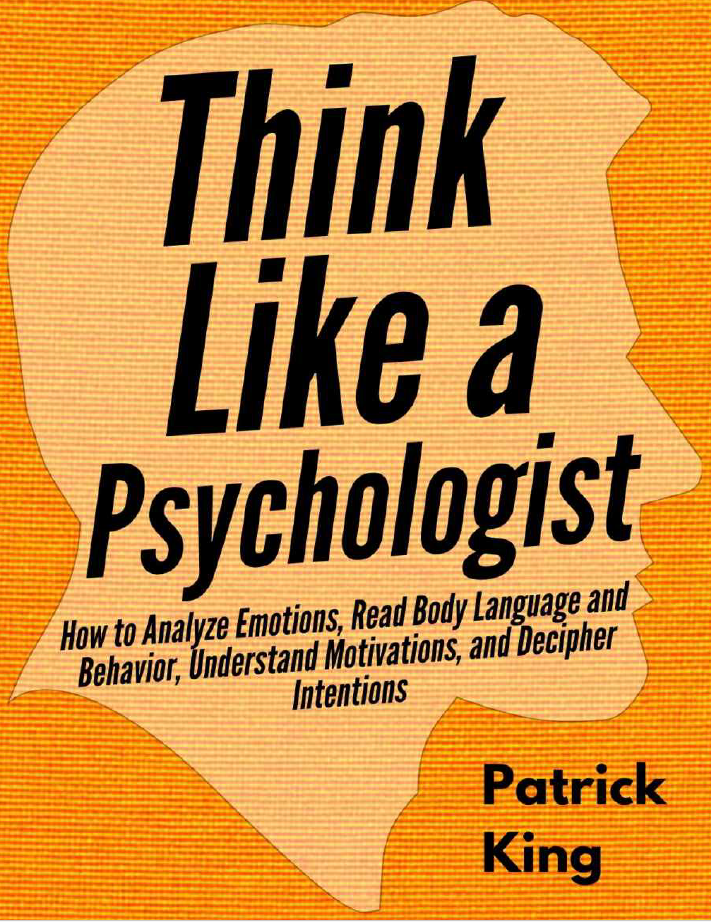 Think
Like a
Psychologist
How to Analyze Emotions, Read Body Language and
Behavior, Understand Motivations, and Decipher
Intentions
Patrick
King